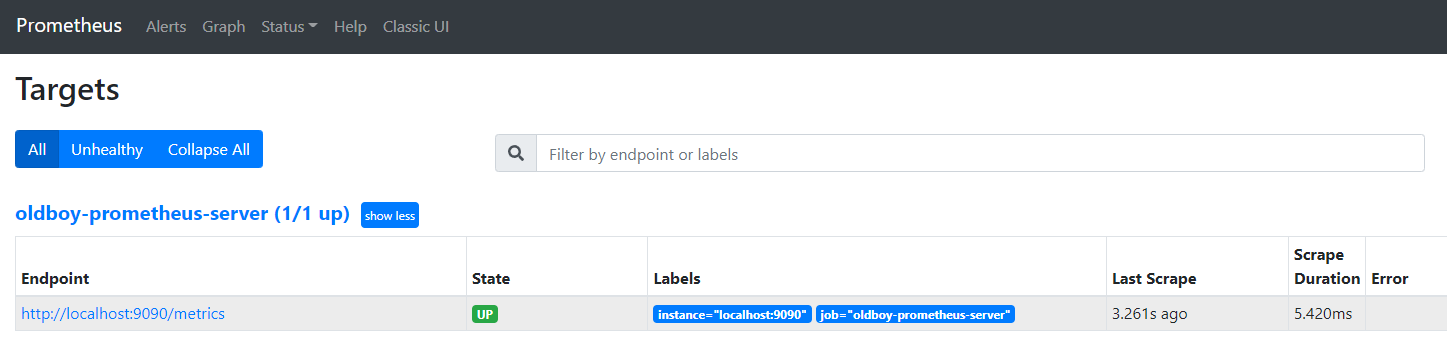 Prometheus Alerts Graph Status Help Classic UI
Targets
All Unhealthy Collapse All
Filter by endpoint or labels
oldboy-prometheus-server (1/1 up) show less
Endpoint State Labels Last Scrape Scrape Duration Error
http://localhost:9090/metrics UP instance="localhost:9090" job="oldboy-prometheus-server" 3.261s ago 5.420ms